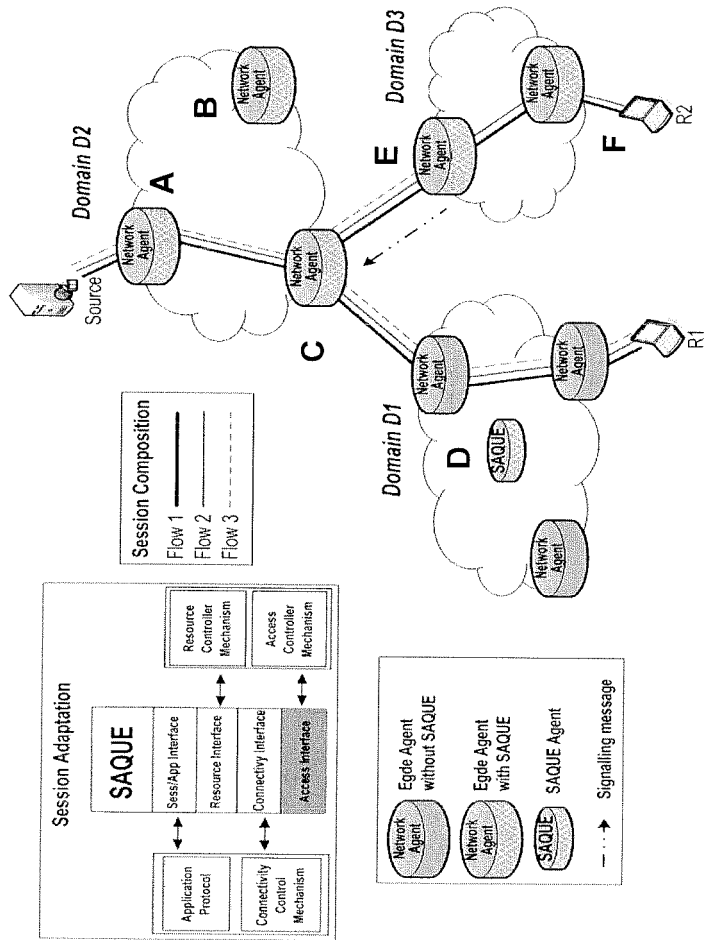 Session Adaptation
Application
Protocol
Connectivity
Control
Mechanism
SAQUE
Sess/App Interface
Resource Interface
Connectivy Interface
Access Interface
Resource
Controller
Mechanism
Access
Controller
Mechanism
Session Composition
Flow 1
Flow 2
Flow 3
Source
Domain D2
Network
Agent
A
Network
Agent
B
Network
Agent
C
Network
Agent
Egde Agent
without SAQUE
Network
Agent
Egde Agent
with SAQUE
SAQUE
SAQUE Agent
Signalling message
Domain D1
D
SAQUE
Network
Agent
Network
Agent
Network
Agent
R1
Domain D3
E
Network
Agent
Network
Agent
F
R2